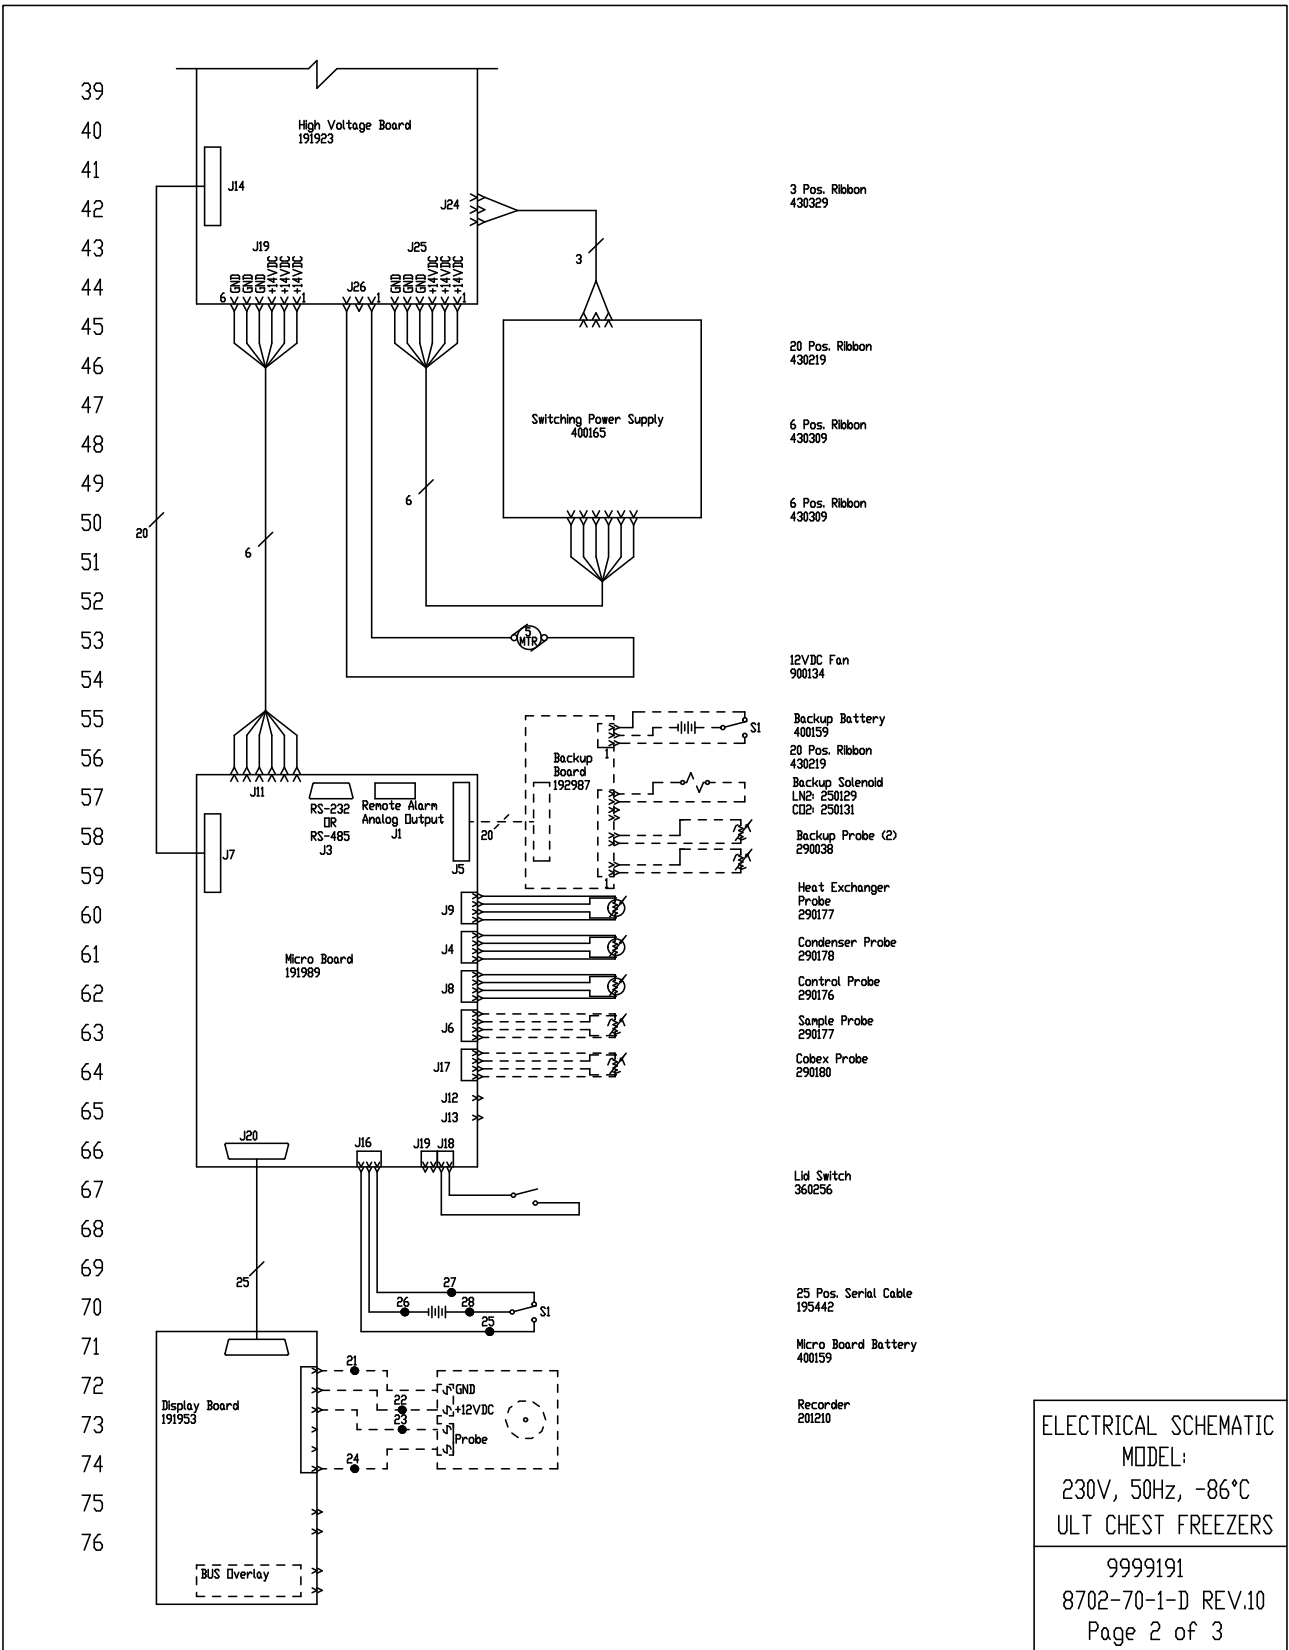 39
High Voltage Board
191923
40
41
J14
3 Pos. Ribbon
430329
42
J24
43
J19
J25
3
GND
GND
GND
+14VDC
+14VDC
+14VDC
GND
GND
GND
+14VDC
+14VDC
+14VDC
44
J26
6
1
1
1
45
20 Pos. Ribbon
430219
46
47
Switching Power Supply
400165
6 Pos. Ribbon
430309
48
49
6
6 Pos. Ribbon
430309
50
20
6
51
52
53
5
MTR
12VDC Fan
900134
54
55
S1
Backup Battery
400159
56
1
Backup
Board
192987
20 Pos. Ribbon
430219
57
J11
RS-232
OR
RS-485
J3
Remote Alarm
Analog Output
J1
Backup Solenoid
LN2: 250129
CO2: 250131
58
20
J7
Backup Probe (2)
290038
59
J5
1
Heat Exchanger
Probe
290177
60
J9
61
Micro Board
191989
J4
Condenser Probe
290178
62
J8
Control Probe
290176
63
J6
Sample Probe
290177
64
J17
Cobex Probe
290180
65
J12
J13
66
J20
J16
J19
J18
67
Lid Switch
360256
68
69
25
27
25 Pos. Serial Cable
195442
70
26
28
S1
25
71
Micro Board Battery
400159
21
72
Display Board
191953
GND
22
+12VDC
Recorder
201210
73
23
Probe
74
24
75
76
BUS Overlay
ELECTRICAL SCHEMATIC
MODEL:
230V, 50Hz, -86°C
ULT CHEST FREEZERS
9999191
8702-70-1-D REV.10
Page 2 of 3